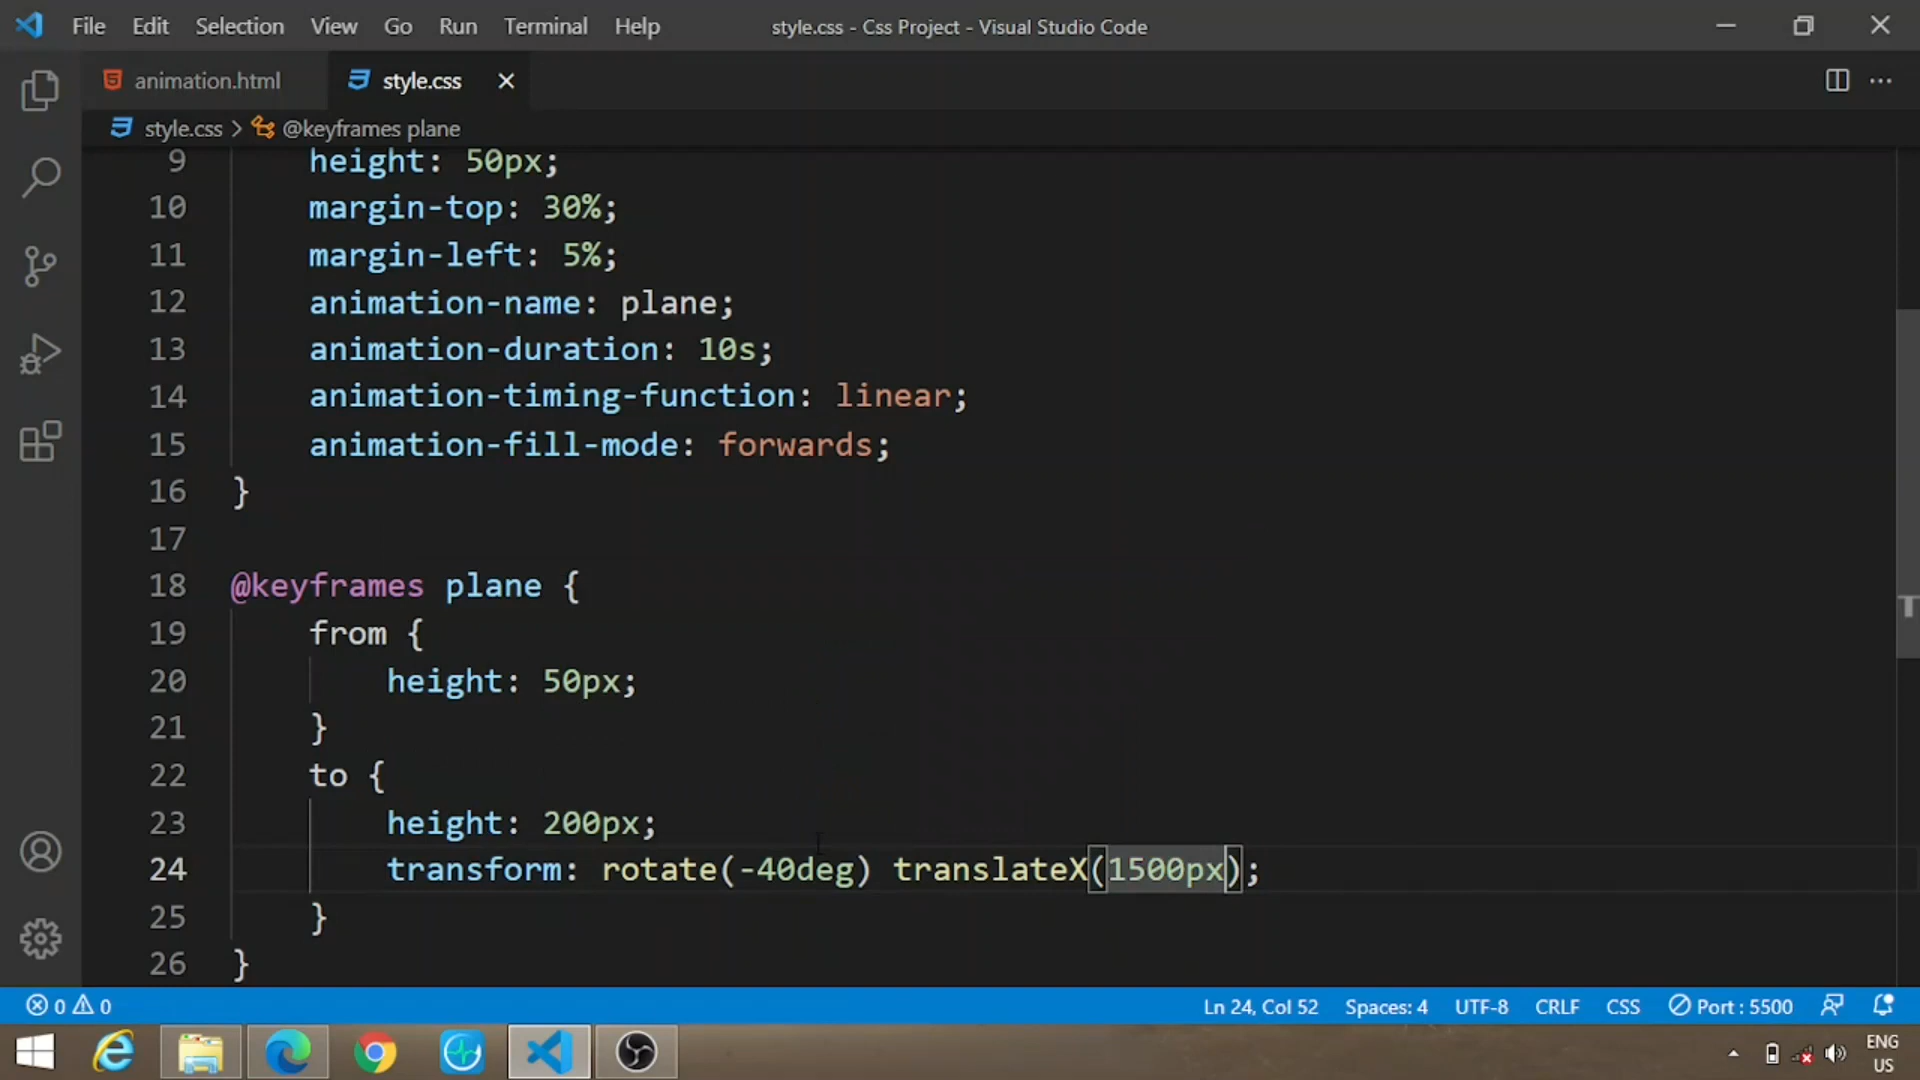 File Edit Selection View Go Run Terminal Help style.css - Css Project - Visual Studio Code
animation.html style.css
style.css > @keyframes plane
9 height: 50px;
10 margin-top: 30%;
11 margin-left: 5%;
12 animation-name: plane;
13 animation-duration: 10s;
14 animation-timing-function: linear;
15 animation-fill-mode: forwards;
16 }
17
18 @keyframes plane {
19 from {
20 height: 50px;
21 }
22 to {
23 height: 200px;
24 transform: rotate(-40deg) translateX(1500px);
25 }
26 }
0 0 Ln 24, Col 52 Spaces: 4 UTF-8 CRLF CSS Port : 5500
ENG
US